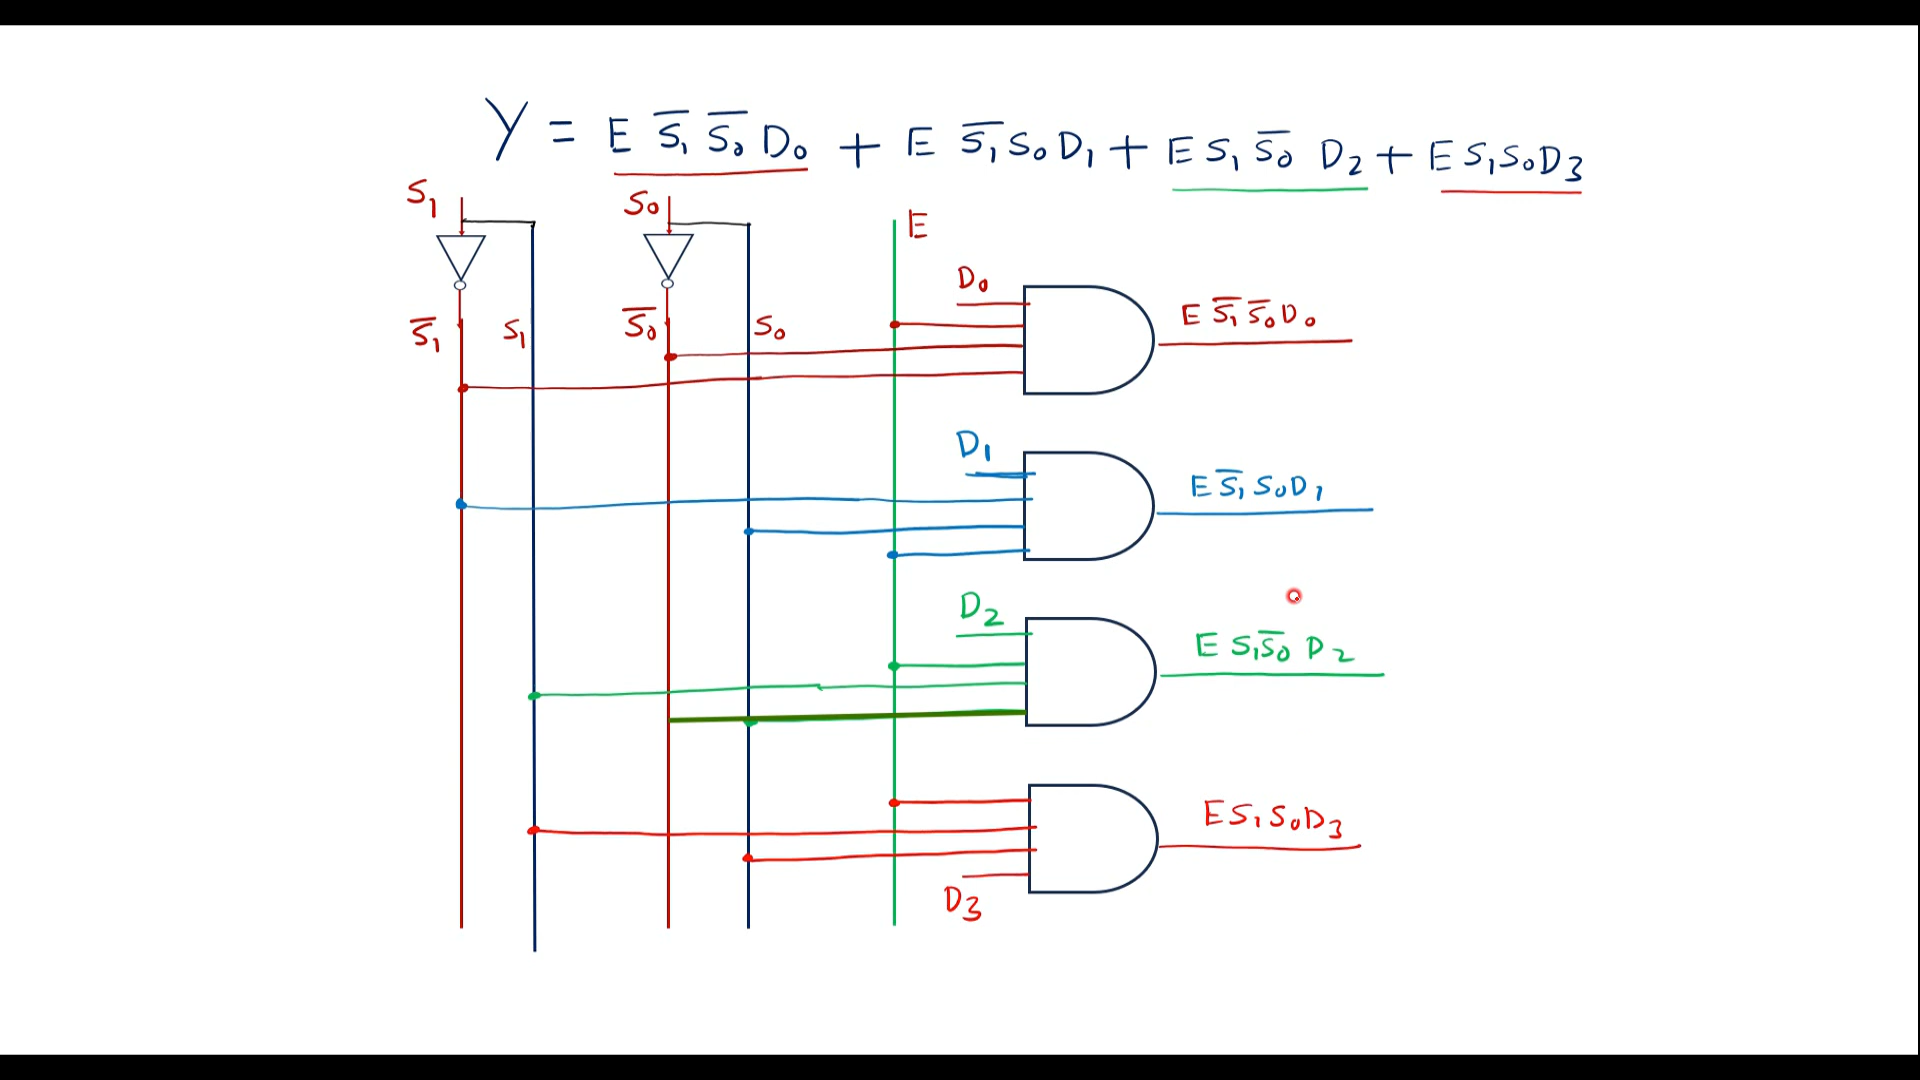 Y = E S̅₁ S̅₀ D₀ + E S̅₁ S₀ D₁ + E S₁ S̅₀ D₂ + E S₁ S₀ D₃
S₁ S₀ E
D₀
E S̅₁ S̅₀ D₀
S̅₁ S₁ S̅₀ S₀
D₁
E S̅₁ S₀ D₁
D₂
E S₁ S̅₀ D₂
E S₁ S₀ D₃
D₃